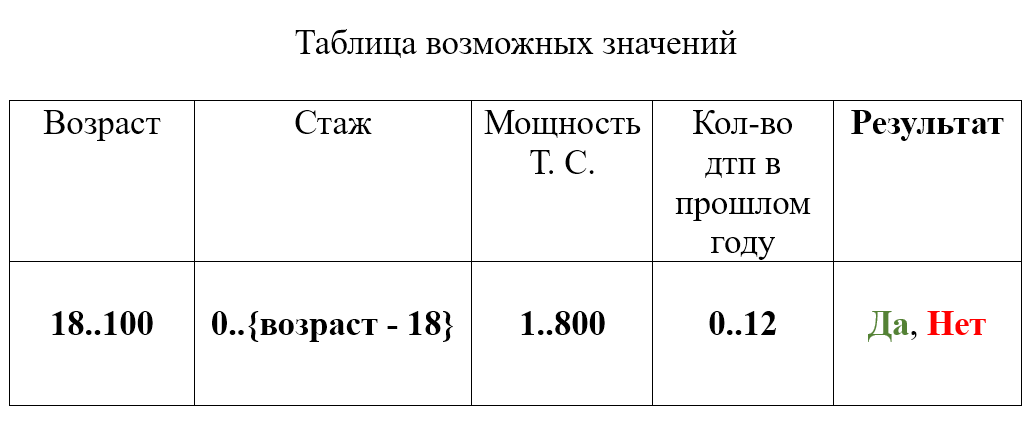 Таблица возможных значений
Возраст
Стаж
Мощность
Т. С.
Кол-во
дтп в
прошлом
году
Результат
18..100
0..{возраст - 18}
1..800
0..12
Да, Нет